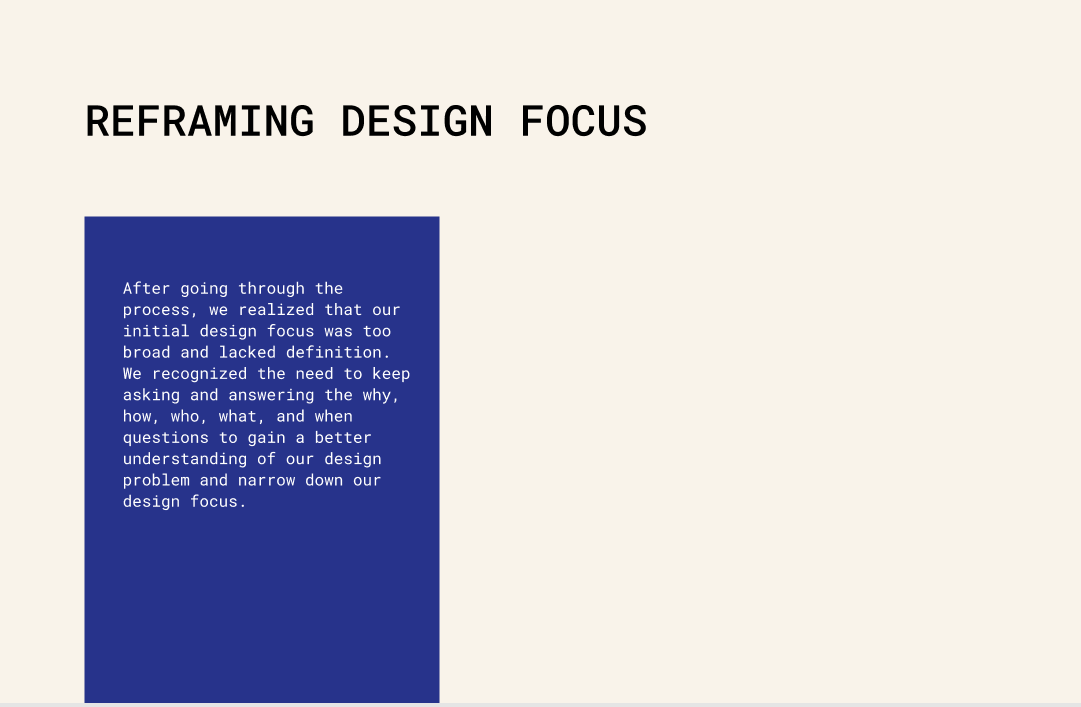 REFRAMING DESIGN FOCUS
After going through the
process, we realized that our
initial design focus was too
broad and lacked definition.
We recognized the need to keep
asking and answering the why,
how, who, what, and when
questions to gain a better
understanding of our design
problem and narrow down our
design focus.